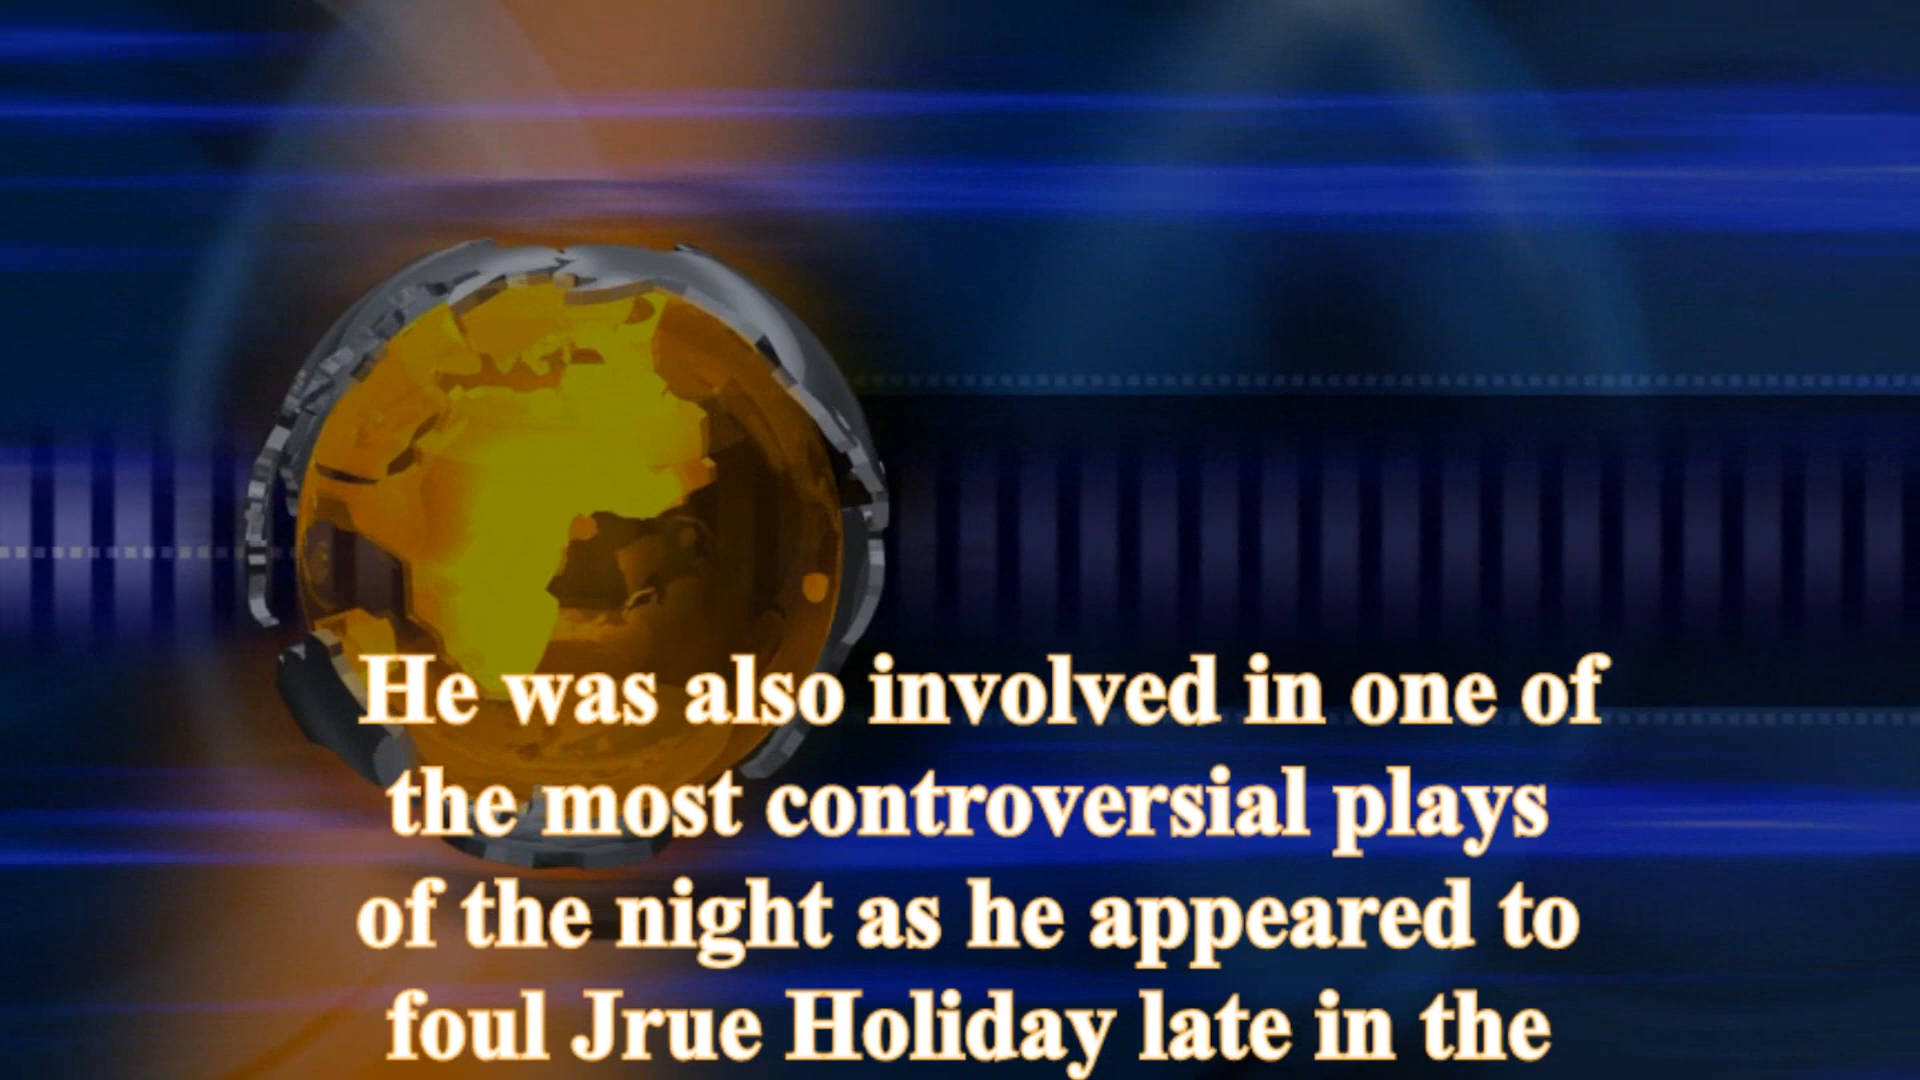 He was also involved in one of
the most controversial plays
of the night as he appeared to
foul Jrue Holiday late in the